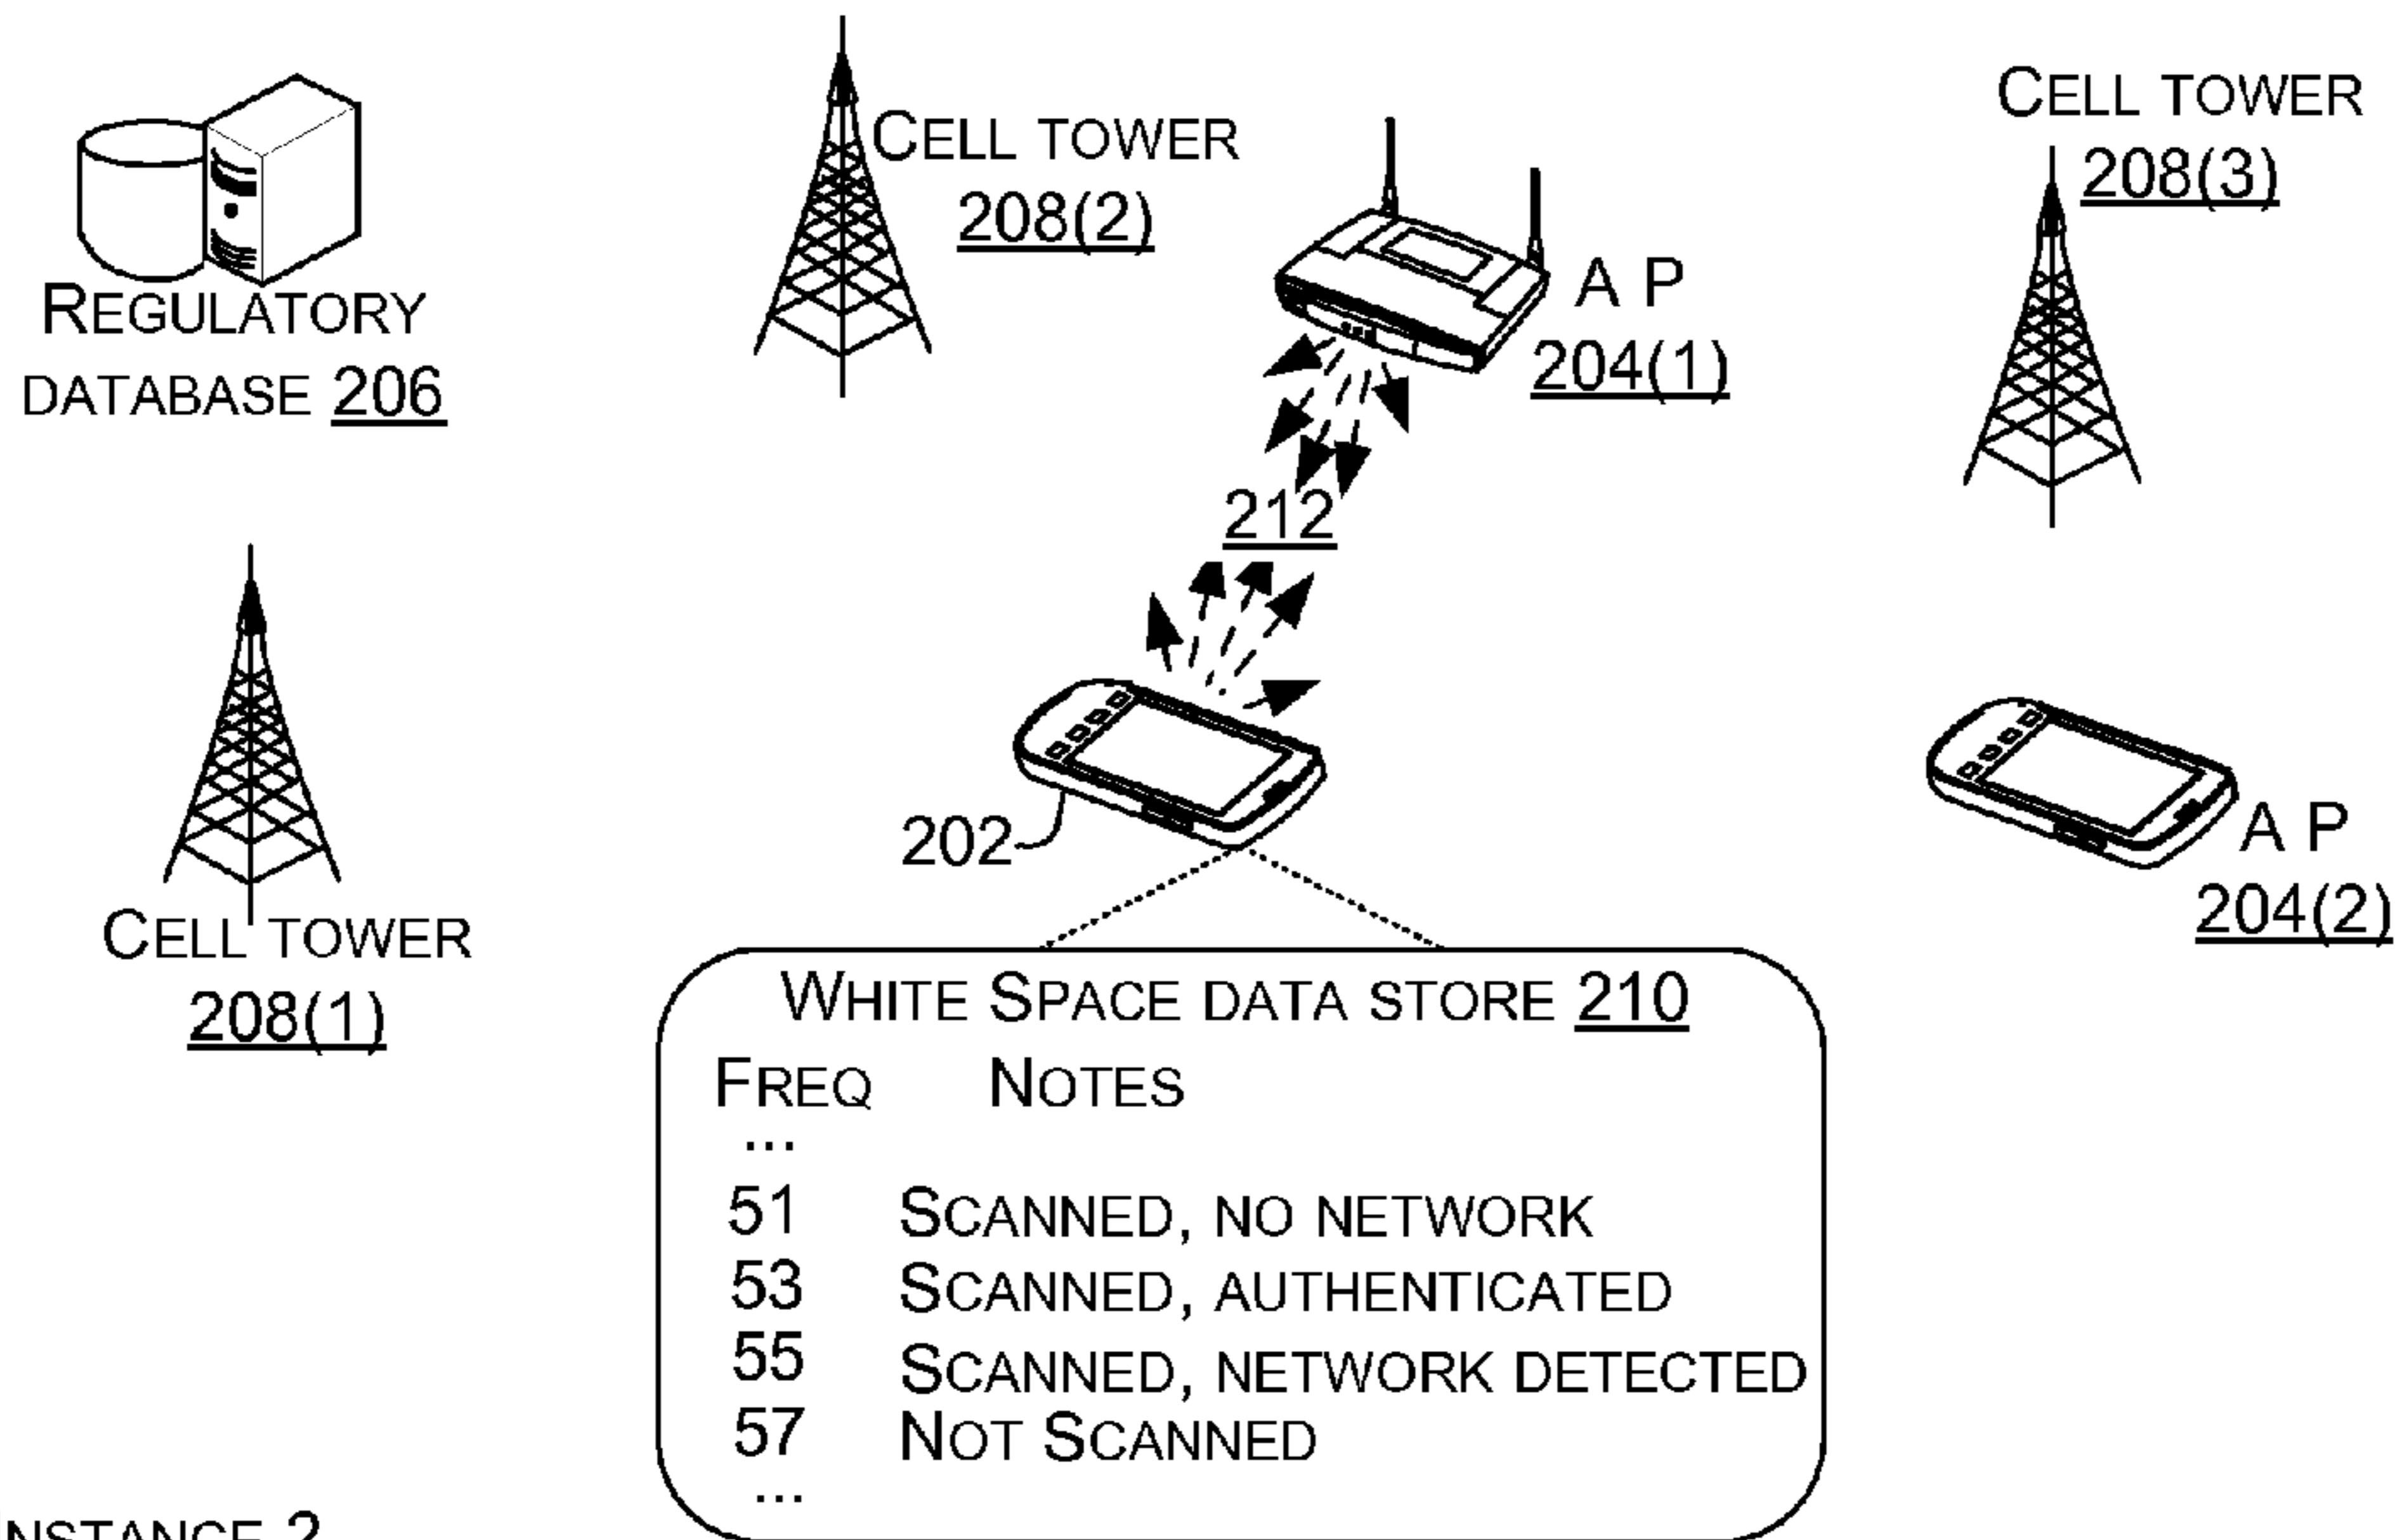 Regulatory
database 206
Cell tower
208(2)
A P
204(1)
Cell tower
208(3)
212
Cell tower
208(1)
202
A P
204(2)
White Space data store 210
Freq Notes
...
51 Scanned, no network
53 Scanned, authenticated
55 Scanned, network detected
57 Not Scanned
...